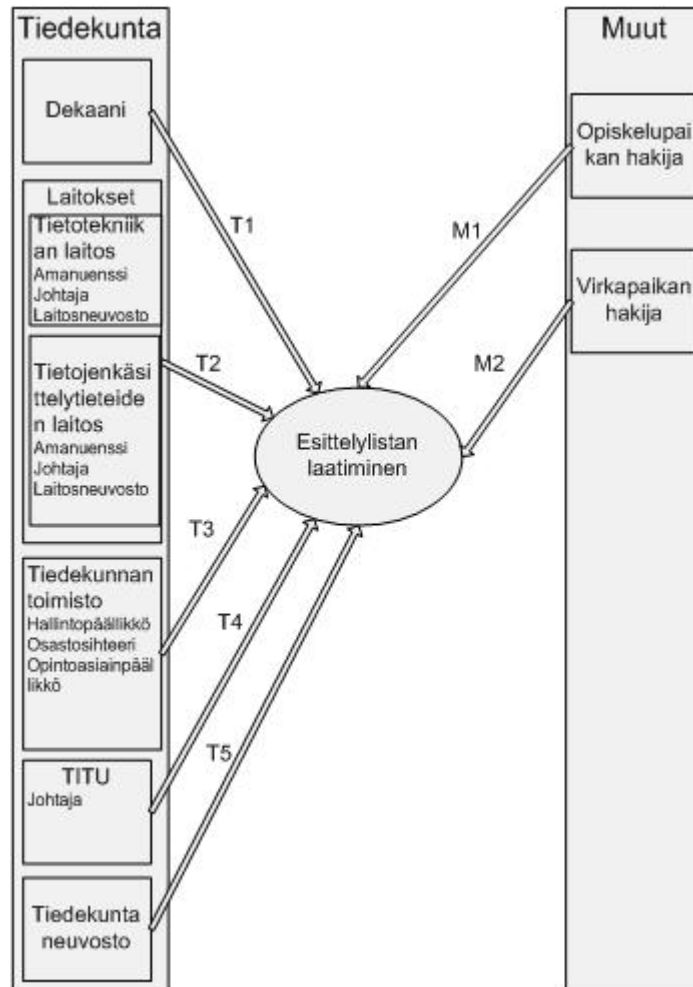 Tiedekunta
Dekaani
Laitokset
Tietotekniik
an laitos
Amanuenssi
Johtaja
Laitosneuvosto
Tietojenkäsi
ttelytieteide
n laitos
Amanuenssi
Johtaja
Laitosneuvosto
Tiedekunnan
toimisto
Hallintopäällikkö
Osastosihteeri
Opintoasiainpääl
likkö
TITU
Johtaja
Tiedekunta
neuvosto
T1
T2
T3
T4
T5
Esittelylistan
laatiminen
M1
M2
Muut
Opiskelupai
kan hakija
Virkapaikan
hakija